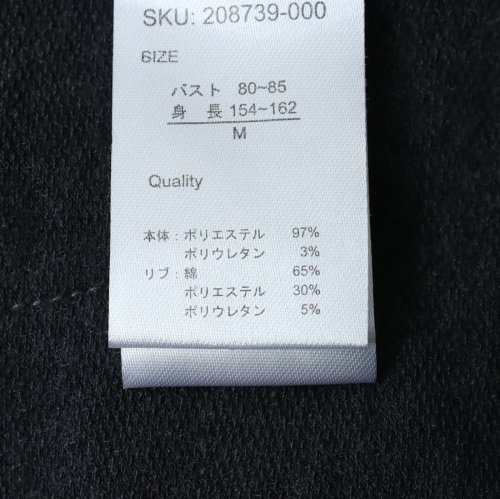 SKU: 208739-000
SIZE
バスト 80~85
身 長 154~162
M
Quality
本体:ポリエステル 97%
ポリウレタン 3%
リブ:綿 65%
ポリエステル 30%
ポリウレタン 5%